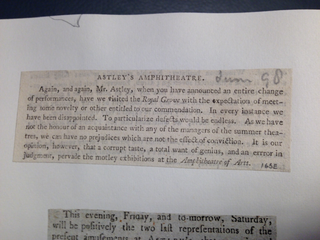 ASTLEY'S AMPHITHEATRE.
Again, and again, Mr. Astley, when you have announced an entire change
of performances, have we visited the Royal Grove with the expectation of meet-
ing some novelty or other entitled to our commendation. In every instance we
have been disappointed. To particularize disgusts would be endless. As we have
not the honour of an acquaintance with any of the managers of the summer thea-
tres, we can have no prejudices which are not the effect of conviction. It is our
opinion, however, that a corrupt taste, a total want of genius, and an error in
judgment, pervade the motley exhibitions at the Amphitheatre of Arts.
This evening, Friday, and to-morrow, Saturday,
will be positively the two last representations of the
present amusements at